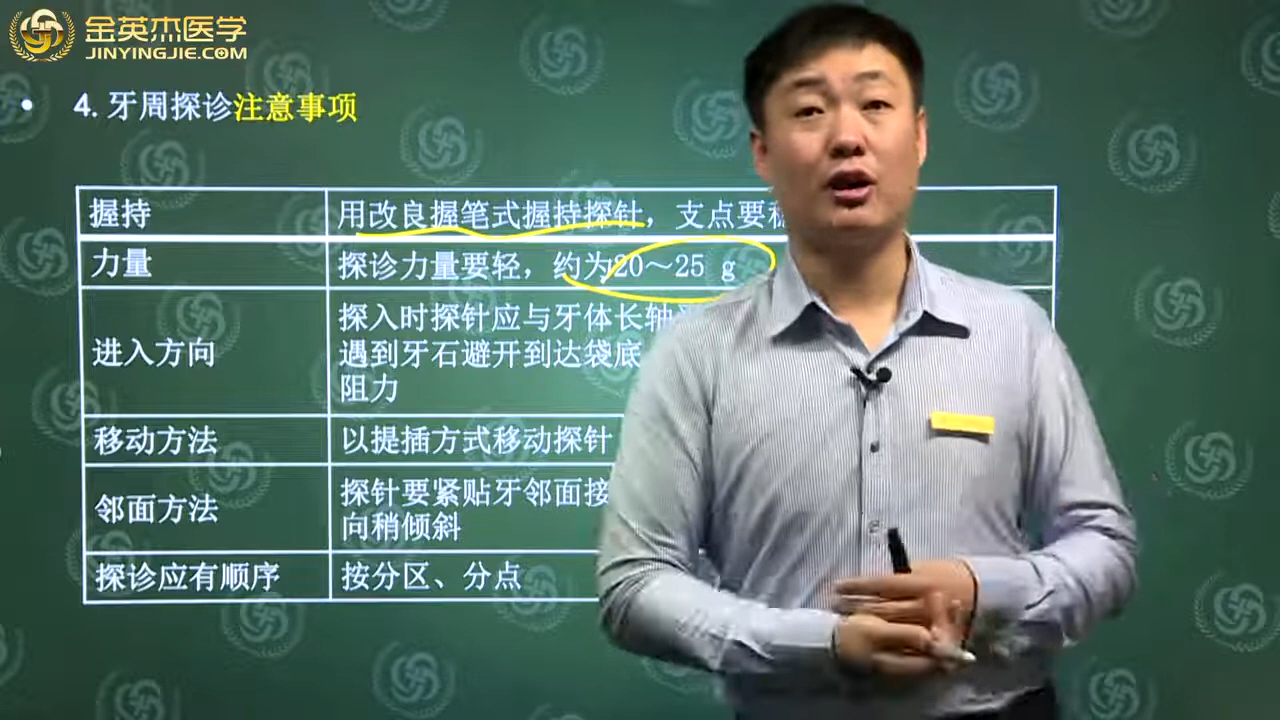 金英杰医学
JINYINGJIE.COM
• 4. 牙周探诊注意事项
握持
用改良握笔式握持探针，支点要稳
力量
探诊力量要轻，约为20～25 g
进入方向
探入时探针应与牙体长轴
遇到牙石避开到达袋底
阻力
移动方法
以提插方式移动探针
邻面方法
探针要紧贴牙邻面接
向稍倾斜
探诊应有顺序
按分区、分点